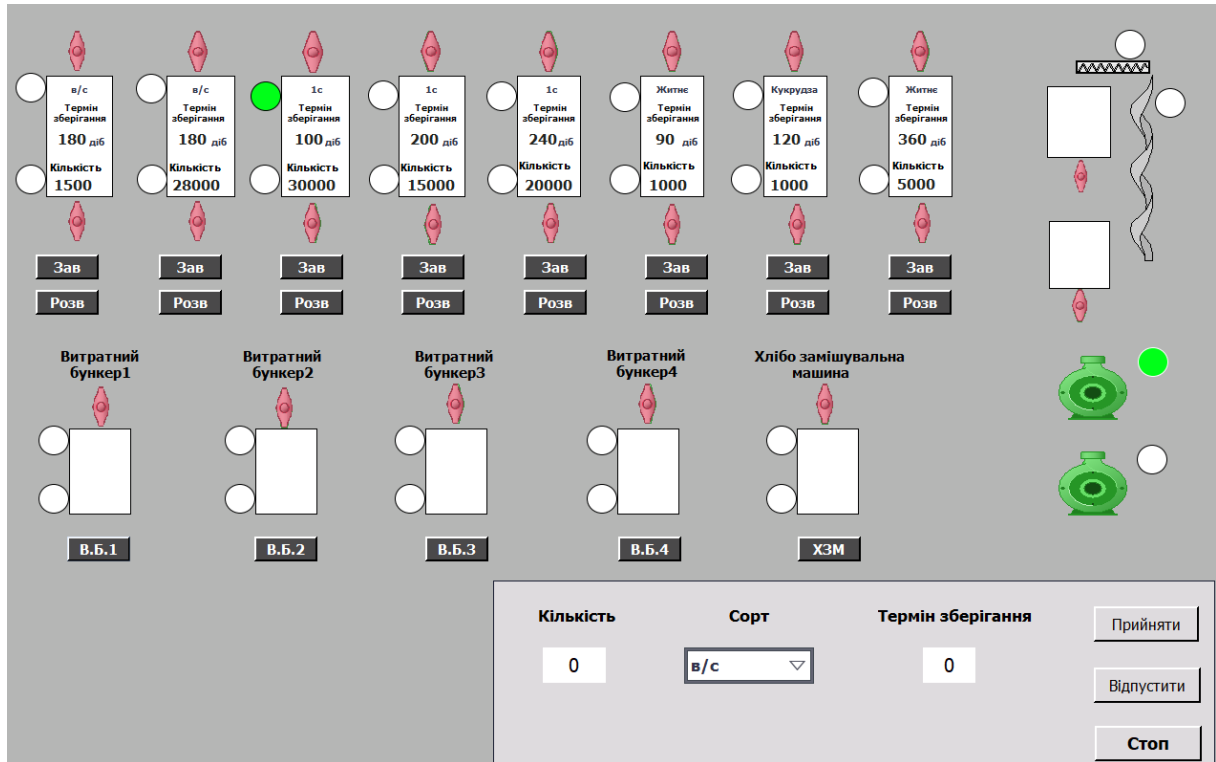 в/с
Термін
зберігання
180 діб
Кількість
1500
в/с
Термін
зберігання
180 діб
Кількість
28000
1с
Термін
зберігання
100 діб
Кількість
30000
1с
Термін
зберігання
200 діб
Кількість
15000
1с
Термін
зберігання
240 діб
Кількість
20000
Житнє
Термін
зберігання
90 діб
Кількість
1000
Кукрудза
Термін
зберігання
120 діб
Кількість
1000
Житнє
Термін
зберігання
360 діб
Кількість
5000
Зав Зав Зав Зав Зав Зав Зав Зав
Розв Розв Розв Розв Розв Розв Розв Розв
Витратний
бункер1
Витратний
бункер2
Витратний
бункер3
Витратний
бункер4
Хлібо замішувальна
машина
В.Б.1 В.Б.2 В.Б.3 В.Б.4 ХЗМ
Кількість Сорт Термін зберігання
0 в/с 0
Прийняти
Відпустити
Стоп